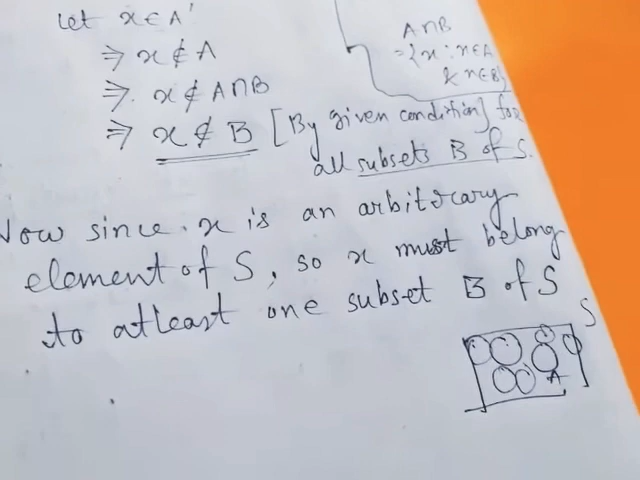 Let x ∈ A'
⇒ x ∉ A
⇒ x ∉ A∩B
⇒ x ∉ B [By given condition] for
all subsets B of S.
A∩B
= {x : x∈A
& x∈B}
Now since x is an arbitrary
element of S, so x must belong
to atleast one subset B of S
S
A